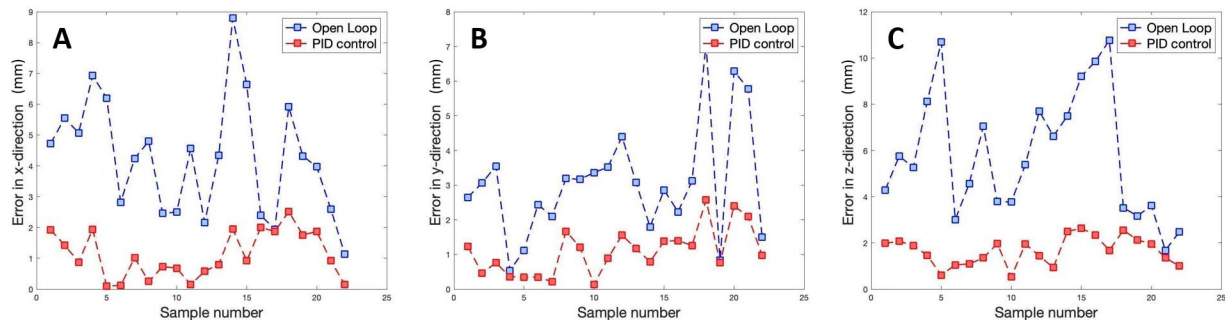 A
Open Loop
PID control
Error in x-direction (mm)
9
8
7
6
5
4
3
2
1
0
0 5 10 15 20 25
Sample number
B
Open Loop
PID control
Error in y-direction (mm)
7
6
5
4
3
2
1
0
0 5 10 15 20 25
Sample number
C
Open Loop
PID control
Error in z-direction (mm)
12
10
8
6
4
2
0
0 5 10 15 20 25
Sample number